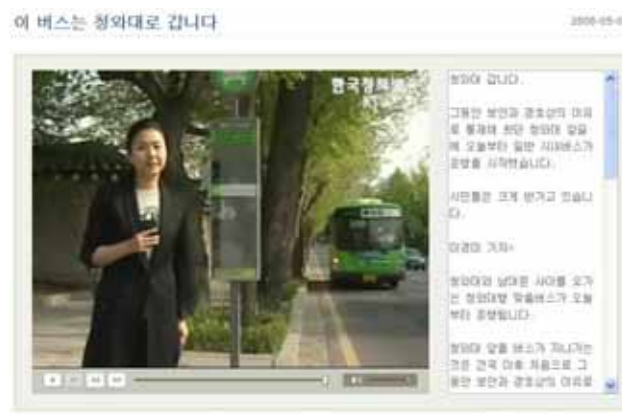 이 버스는 청와대로 갑니다
청와대 갑니다.
그동안 보안과 경호상의 이유
로 통제돼 왔던 청와대 앞길
에 오늘부터 일반 시내버스가
운행을 시작했습니다.
시민들은 크게 반기고 있습니
다.
이경미 기자>
청와대와 남대문 사이를 오가
는 청와대행 맞춤버스가 오늘
부터 운행됩니다.
청와대 앞을 버스가 지나가는
것은 건국 이후 처음으로 그
동안 보안과 경호상의 이유로